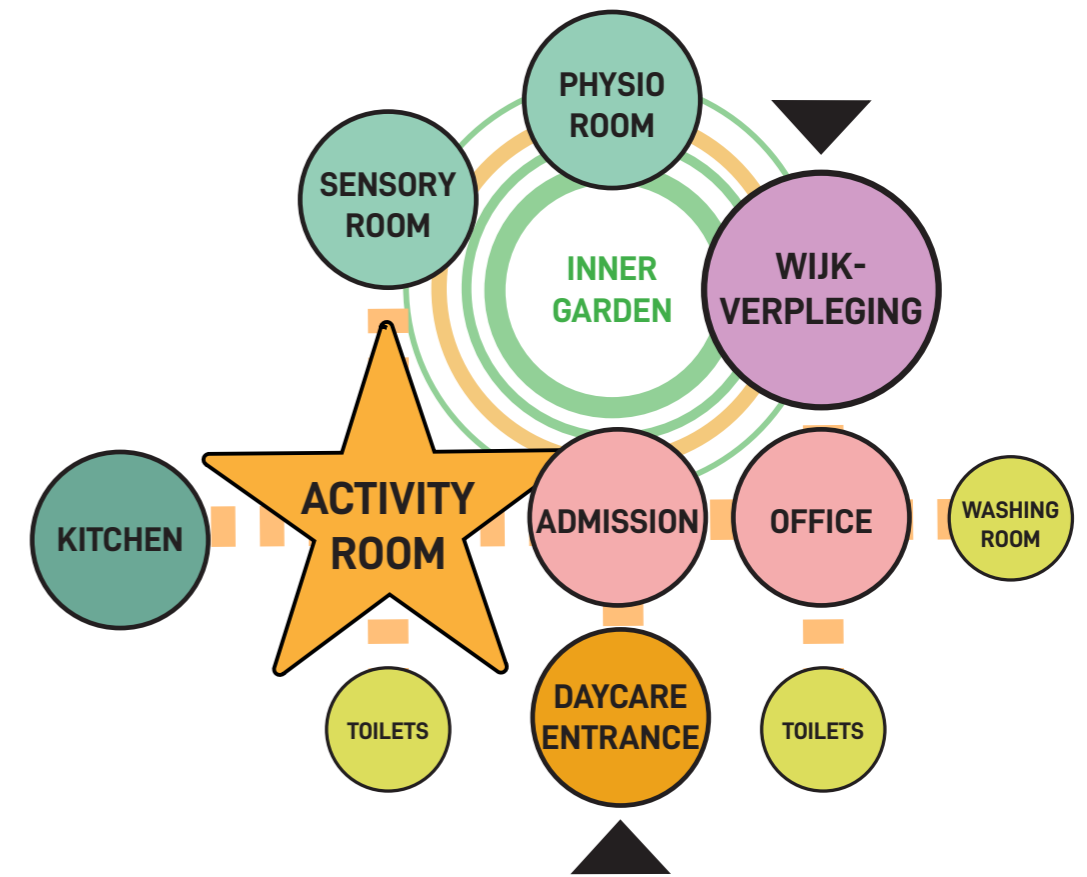 PHYSIO
ROOM
SENSORY
ROOM
INNER
GARDEN
WIJK-
VERPLEGING
ACTIVITY
ROOM
KITCHEN
ADMISSION
OFFICE
WASHING
ROOM
DAYCARE
ENTRANCE
TOILETS
TOILETS